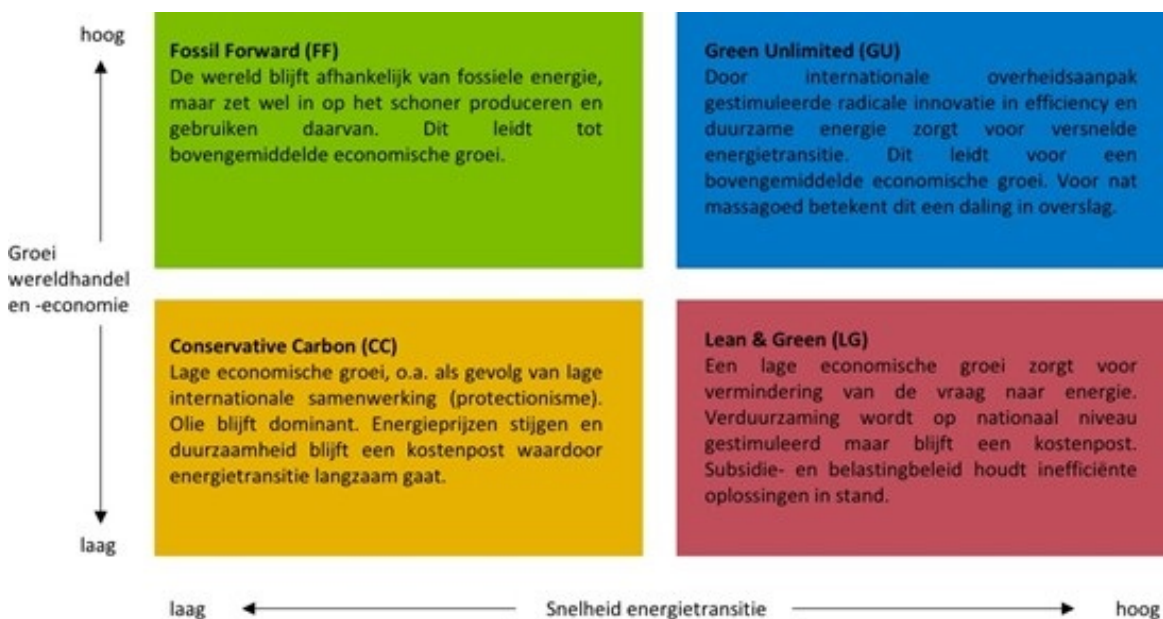 hoog
Fossil Forward (FF)
De wereld blijft afhankelijk van fossiele energie,
maar zet wel in op het schoner produceren en
gebruiken daarvan. Dit leidt tot
bovengemiddelde economische groei.
Green Unlimited (GU)
Door internationale overheidsaanpak
gestimuleerde radicale innovatie in efficiency en
duurzame energie zorgt voor versnelde
energietransitie. Dit leidt voor een
bovengemiddelde economische groei. Voor nat
massagoed betekent dit een daling in overslag.
Groei
wereldhandel
en -economie
Conservative Carbon (CC)
Lage economische groei, o.a. als gevolg van lage
internationale samenwerking (protectionisme).
Olie blijft dominant. Energieprijzen stijgen en
duurzaamheid blijft een kostenpost waardoor
energietransitie langzaam gaat.
Lean & Green (LG)
Een lage economische groei zorgt voor
vermindering van de vraag naar energie.
Verduurzaming wordt op nationaal niveau
gestimuleerd maar blijft een kostenpost.
Subsidie- en belastingbeleid houdt inefficiënte
oplossingen in stand.
laag
laag
Snelheid energietransitie
hoog